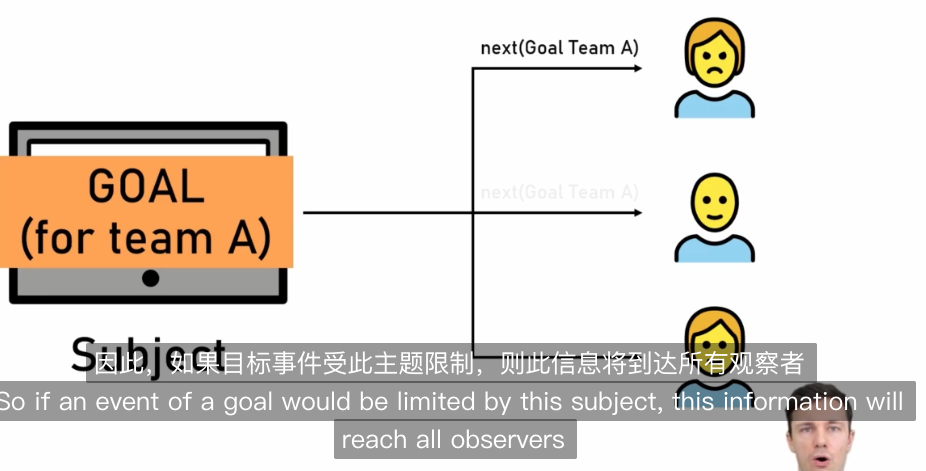 next(Goal Team A)
GOAL
(for team A)
next(Goal Team A)
Subject
因此，如果目标事件受此主题限制，则此信息将到达所有观察者
So if an event of a goal would be limited by this subject, this information will
reach all observers